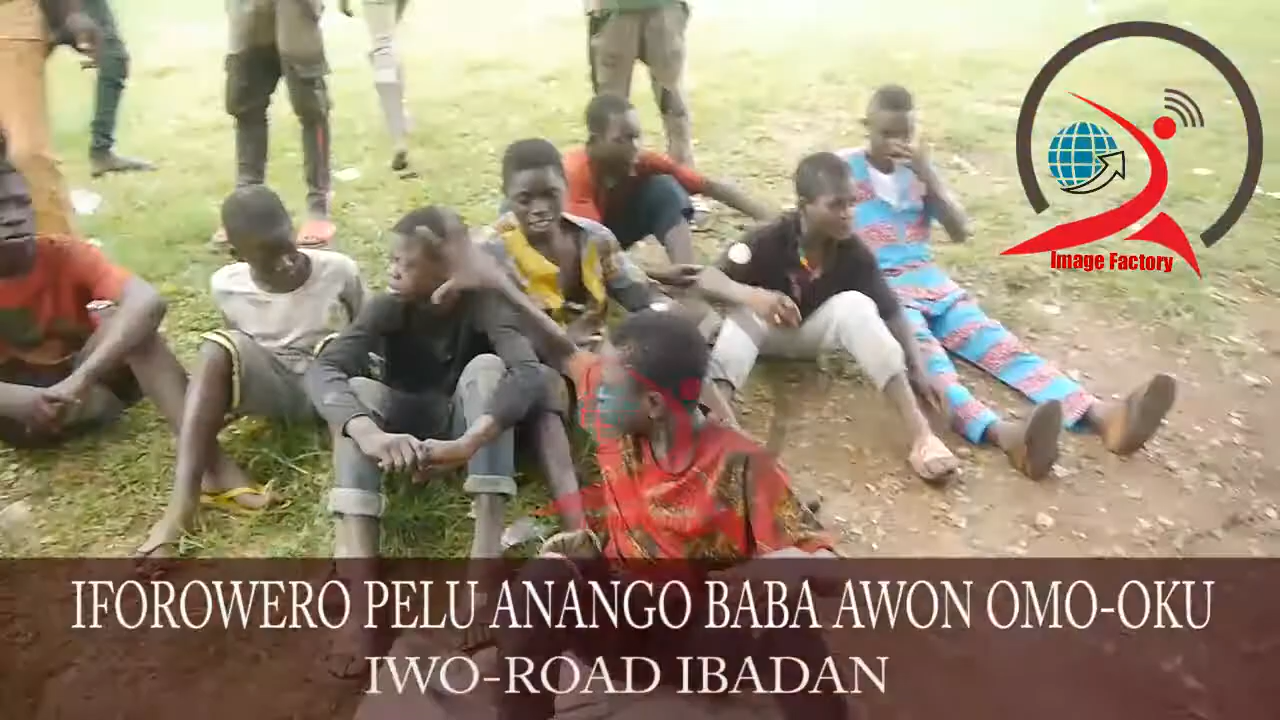 Image Factory
IFOROWERO PELU ANANGO BABA AWON OMO-OKU
IWO-ROAD IBADAN